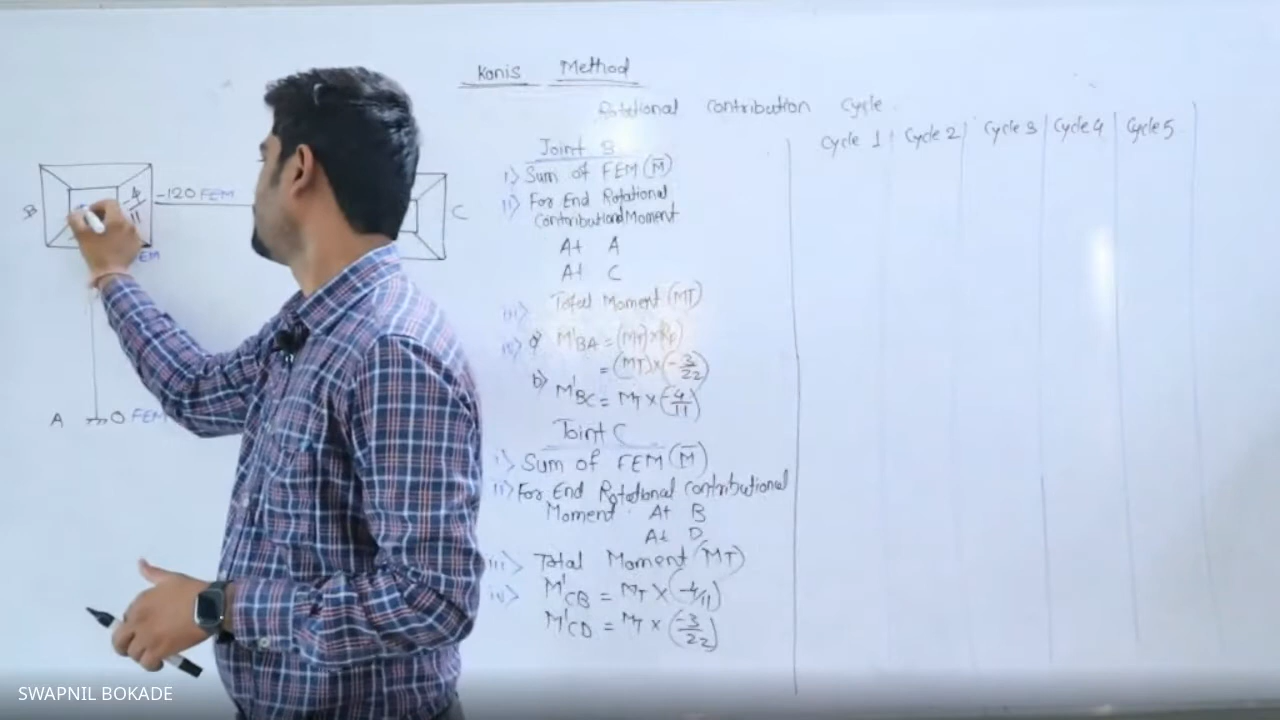 Kanis Method
Rotational Contribution Cycle
Cycle 1 Cycle 2 Cycle 3 Cycle 4 Cycle 5
Joint B
i) Sum of FEM (M̅)
ii) For End Rotational
Contributiond Moment
At A
At C
iii) Total Moment (MT)
iv) a) M'BA = (MT) × (Rf)
= (MT) × (-3/22)
b) M'BC = MT × (-4/11)
Joint C
i) Sum of FEM (M̅)
ii) For End Rotational Contributional
Moment. At B
At D
iii) Total Moment (MT)
iv) M'CB = MT × (-4/11)
M'CD = MT × (-3/22)
B
-4/11
-120 FEM
C
A
0 FEM
SWAPNIL BOKADE